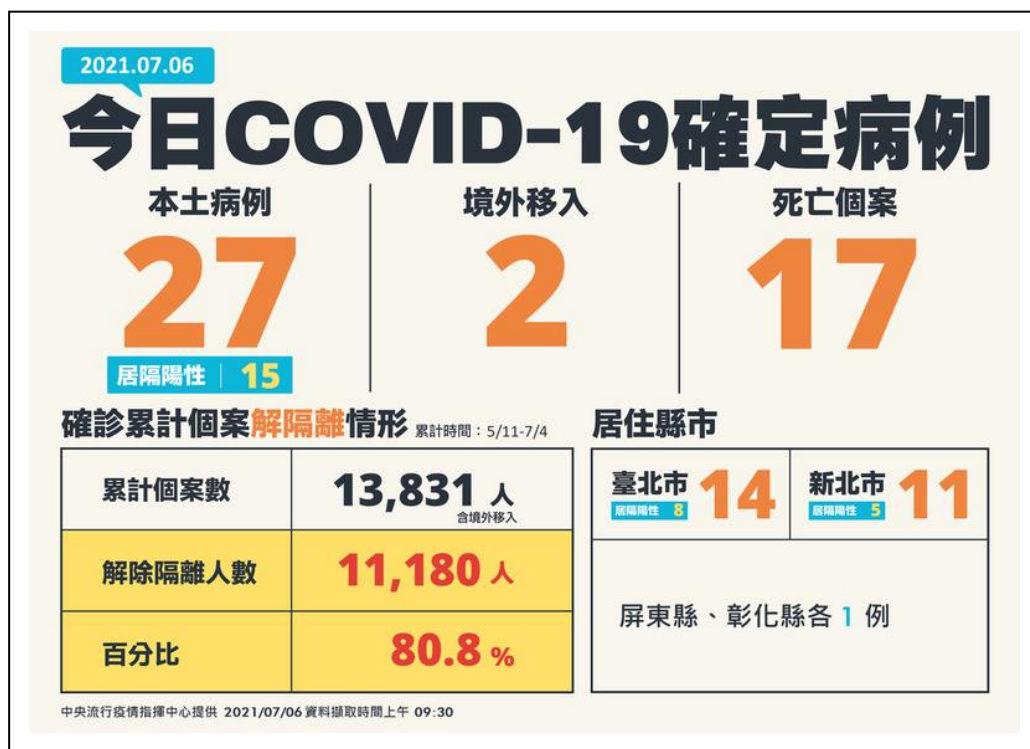 2021.07.06
今日COVID-19確定病例
本土病例
27
居隔陽性 | 15
境外移入
2
死亡個案
17
確診累計個案解隔離情形 累計時間：5/11-7/4
累計個案數 13,831 人
含境外移入
解除隔離人數 11,180 人
百分比 80.8 %
居住縣市
臺北市 14
居隔陽性 8
新北市 11
居隔陽性 5
屏東縣、彰化縣各 1 例
中央流行疫情指揮中心提供 2021/07/06 資料擷取時間上午 09:30